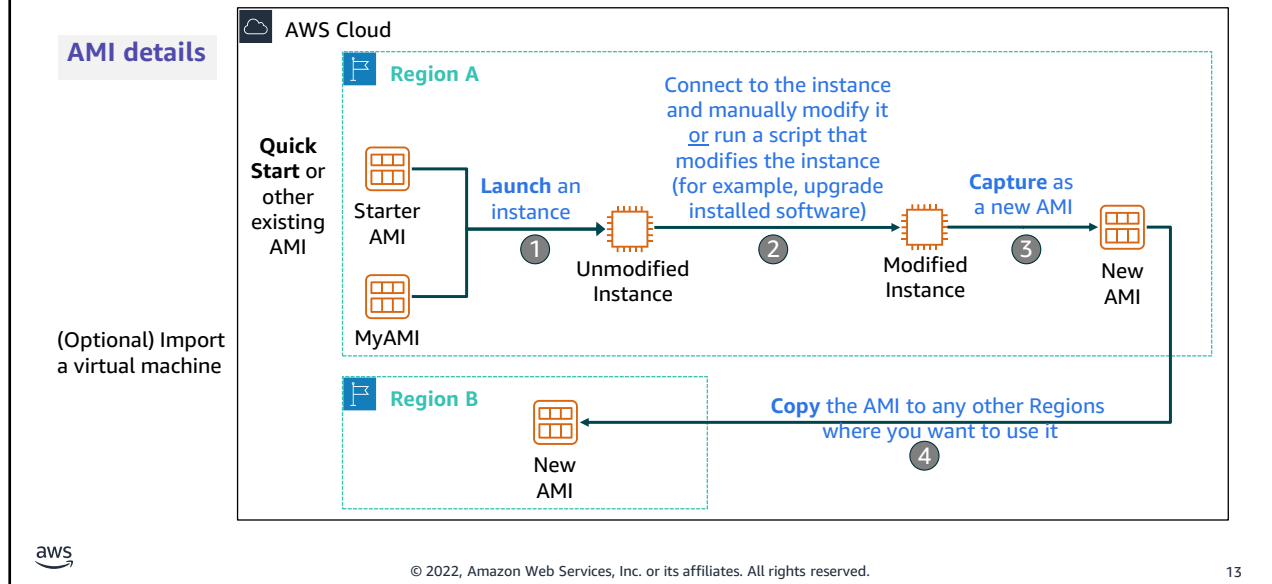 AMI details
AWS Cloud
Region A
Quick
Start or
other
existing
AMI
Starter
AMI
MyAMI
(Optional) Import
a virtual machine
Launch an
instance
1
Unmodified
Instance
Connect to the instance
and manually modify it
or run a script that
modifies the instance
(for example, upgrade
installed software)
2
Modified
Instance
Capture as
a new AMI
3
New
AMI
Region B
New
AMI
Copy the AMI to any other Regions
where you want to use it
4
aws
© 2022, Amazon Web Services, Inc. or its affiliates. All rights reserved.
13